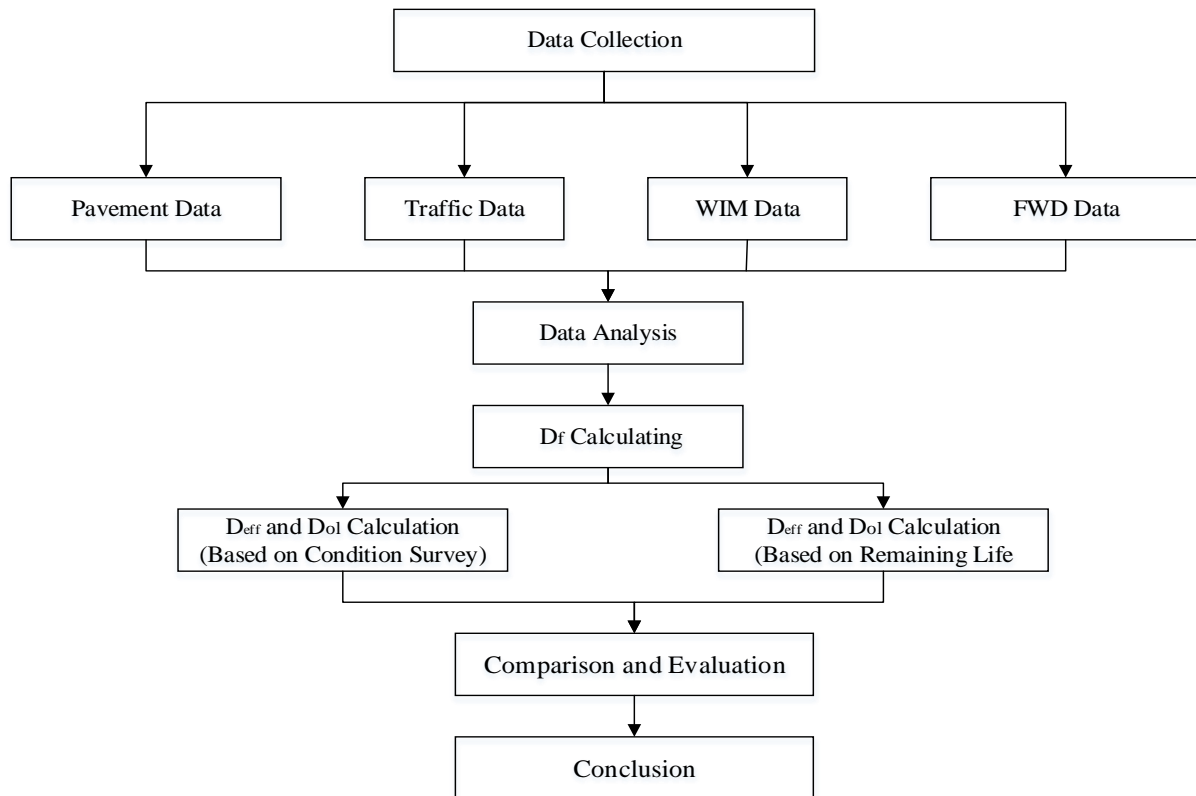 Data Collection
Pavement Data
Traffic Data
WIM Data
FWD Data
Data Analysis
Df Calculating
Deff and Dol Calculation
(Based on Condition Survey)
Deff and Dol Calculation
(Based on Remaining Life
Comparison and Evaluation
Conclusion